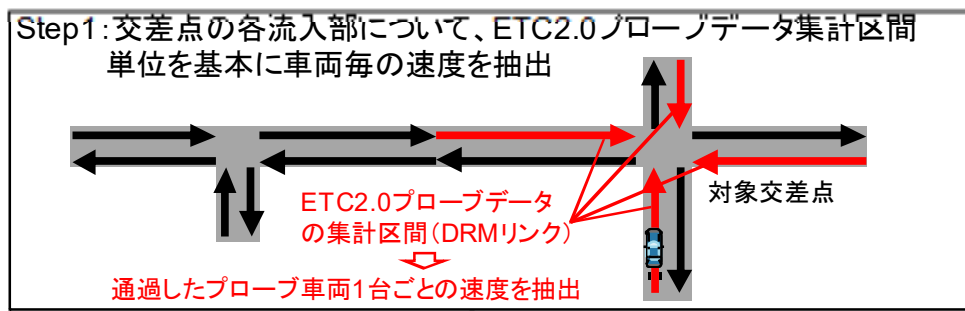 Step1：交差点の各流入部について、ETC2.0プローブデータ集計区間
単位を基本に車両毎の速度を抽出
対象交差点
ETC2.0プローブデータ
の集計区間（DRMリンク）
通過したプローブ車両1台ごとの速度を抽出